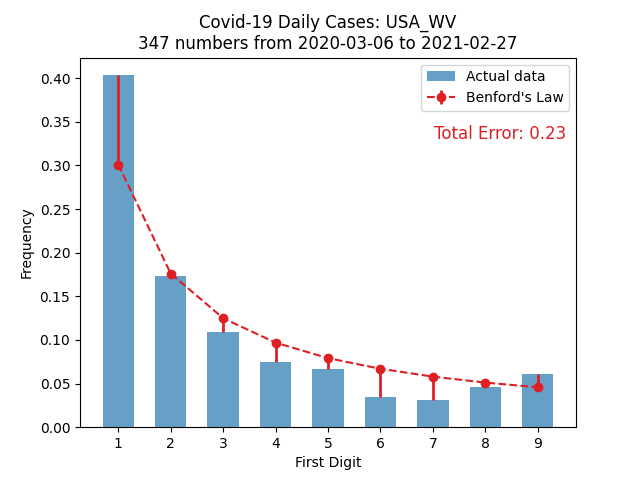 Covid-19 Daily Cases: USA_WV
347 numbers from 2020-03-06 to 2021-02-27
Actual data
Benford's Law
Total Error: 0.23
Frequency
0.40
0.35
0.30
0.25
0.20
0.15
0.10
0.05
0.00
1 2 3 4 5 6 7 8 9
First Digit